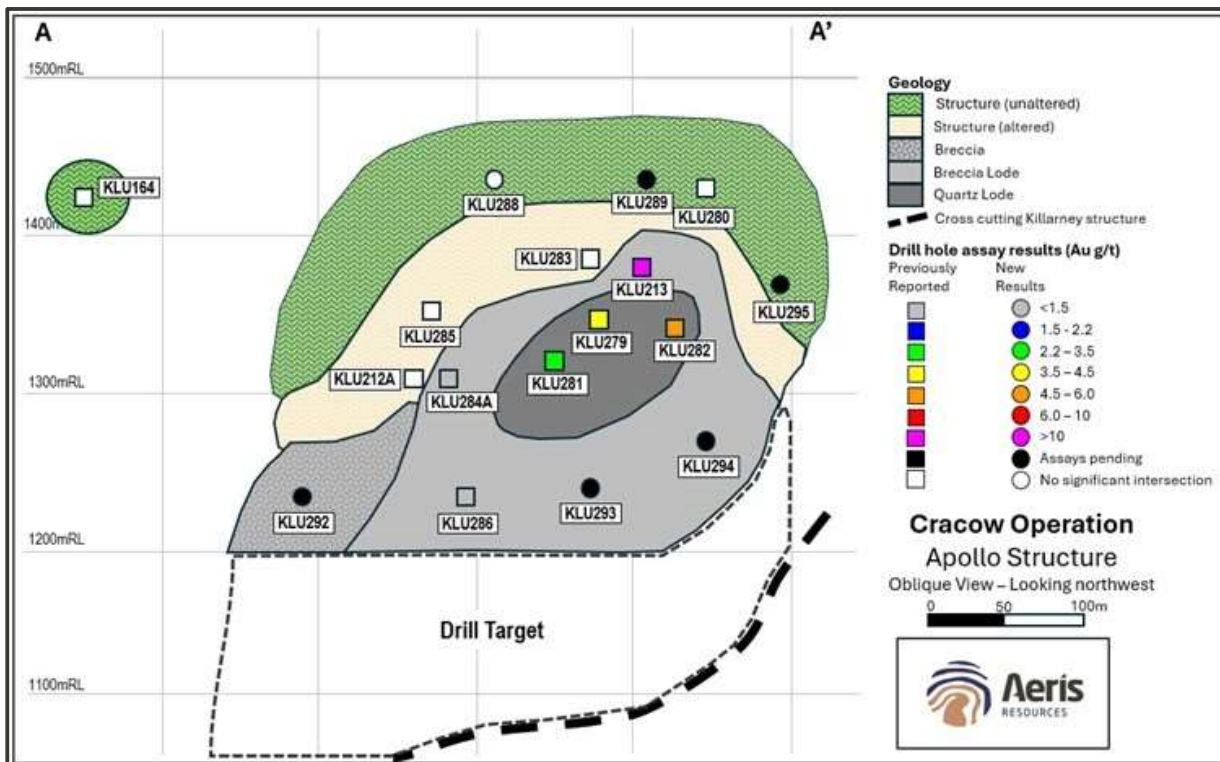 A
A'
1500mRL
KLU164
KLU288
KLU289
KLU280
1400mRL
KLU283
KLU213
KLU295
KLU285
KLU279
KLU282
KLU212A
KLU281
1300mRL
KLU284A
KLU294
KLU292
KLU286
KLU293
1200mRL
Drill Target
1100mRL
Geology
Structure (unaltered)
Structure (altered)
Breccia
Breccia Lode
Quartz Lode
Cross cutting Killarney structure
Drill hole assay results (Au g/t)
Previously
Reported
New
Results
<1.5
1.5 - 2.2
2.2 – 3.5
3.5 – 4.5
4.5 – 6.0
6.0 – 10
>10
Assays pending
No significant intersection
Cracow Operation
Apollo Structure
Oblique View – Looking northwest
0 50 100m
Aeris
RESOURCES